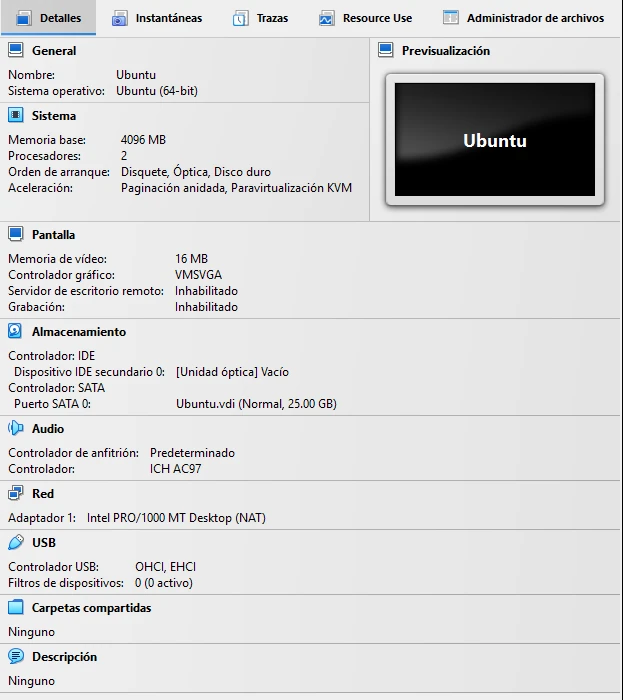 Detalles Instantáneas Trazas Resource Use Administrador de archivos
General
Nombre: Ubuntu
Sistema operativo: Ubuntu (64-bit)
Previsualización
Ubuntu
Sistema
Memoria base: 4096 MB
Procesadores: 2
Orden de arranque: Disquete, Óptica, Disco duro
Aceleración: Paginación anidada, Paravirtualización KVM
Pantalla
Memoria de vídeo: 16 MB
Controlador gráfico: VMSVGA
Servidor de escritorio remoto: Inhabilitado
Grabación: Inhabilitado
Almacenamiento
Controlador: IDE
Dispositivo IDE secundario 0: [Unidad óptica] Vacío
Controlador: SATA
Puerto SATA 0: Ubuntu.vdi (Normal, 25.00 GB)
Audio
Controlador de anfitrión: Predeterminado
Controlador: ICH AC97
Red
Adaptador 1: Intel PRO/1000 MT Desktop (NAT)
USB
Controlador USB: OHCI, EHCI
Filtros de dispositivos: 0 (0 activo)
Carpetas compartidas
Ninguno
Descripción
Ninguno